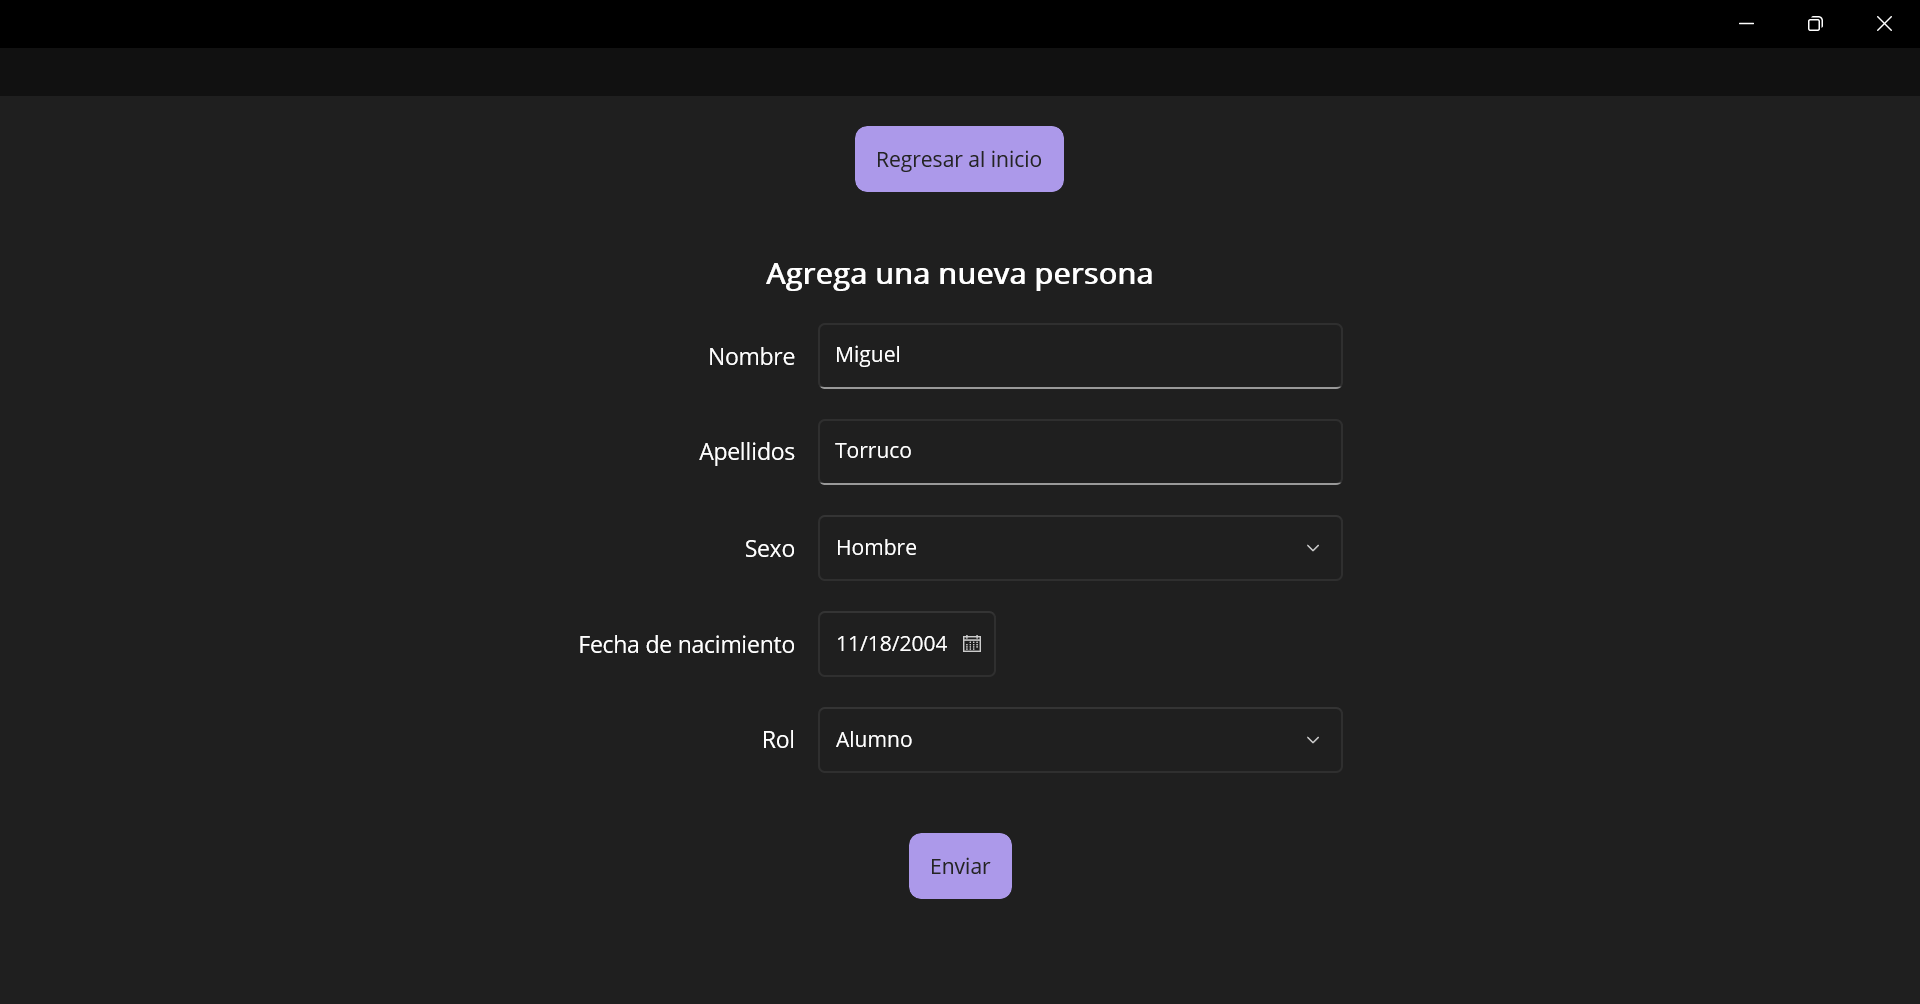 Regresar al inicio
Agrega una nueva persona
Nombre Miguel
Apellidos Torruco
Sexo Hombre
Fecha de nacimiento 11/18/2004
Rol Alumno
Enviar